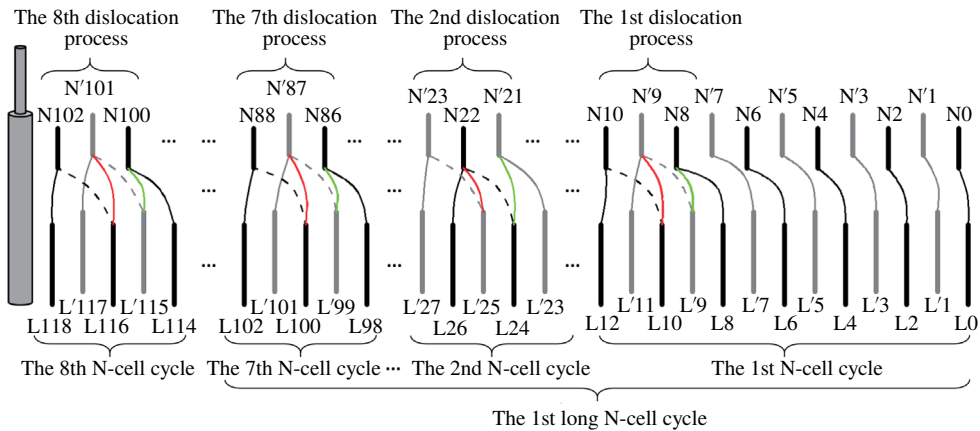 The 8th dislocation process
The 7th dislocation process
The 2nd dislocation process
The 1st dislocation process
N′101
N′87
N′23 N′21
N′9 N′7 N′5 N′3 N′1
N102 N100 ... ... N88 N86 ... ... N22 ... ... N10 N8 N6 N4 N2 N0
... ... ...
... ... ...
L′117 L′115 L′101 L′99 L′27 L′25 L′23 L′11 L′9 L′7 L′5 L′3 L′1
L118 L116 L114 L102 L100 L98 L26 L24 L12 L10 L8 L6 L4 L2 L0
The 8th N-cell cycle The 7th N-cell cycle ... The 2nd N-cell cycle The 1st N-cell cycle
The 1st long N-cell cycle